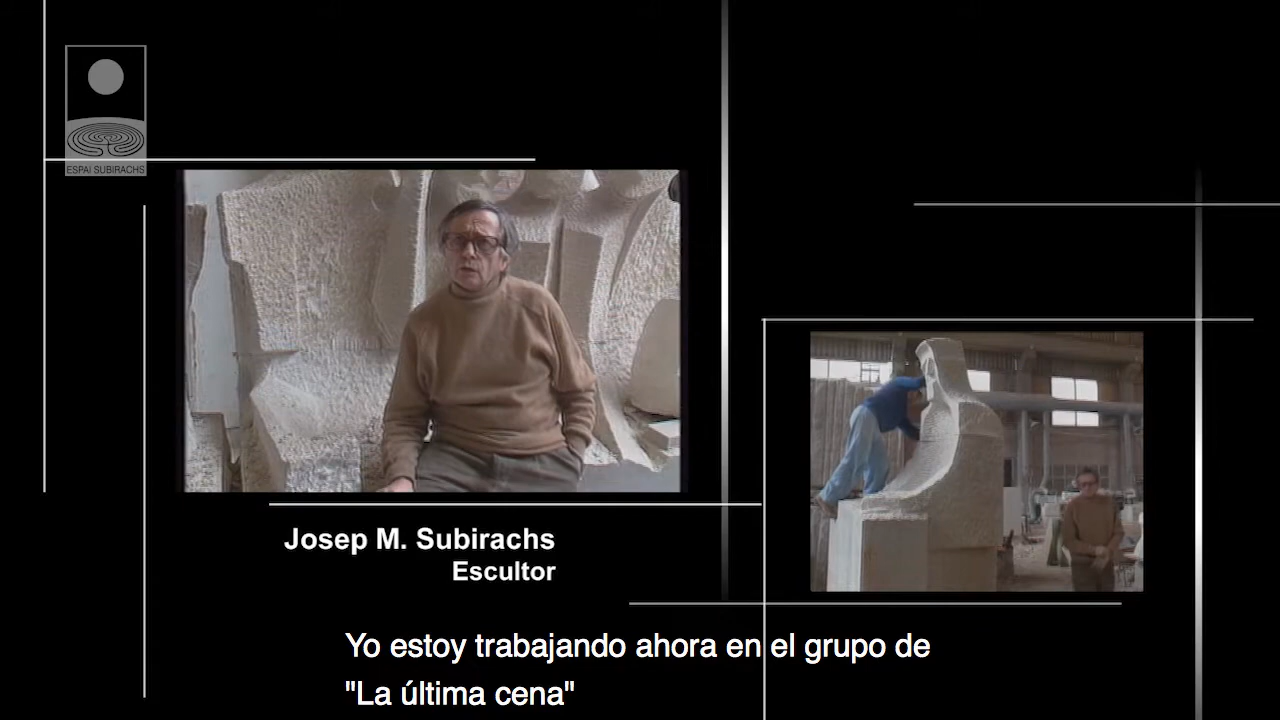 ESPAI SUBIRACHS
Josep M. Subirachs
Escultor
Yo estoy trabajando ahora en el grupo de
"La última cena"